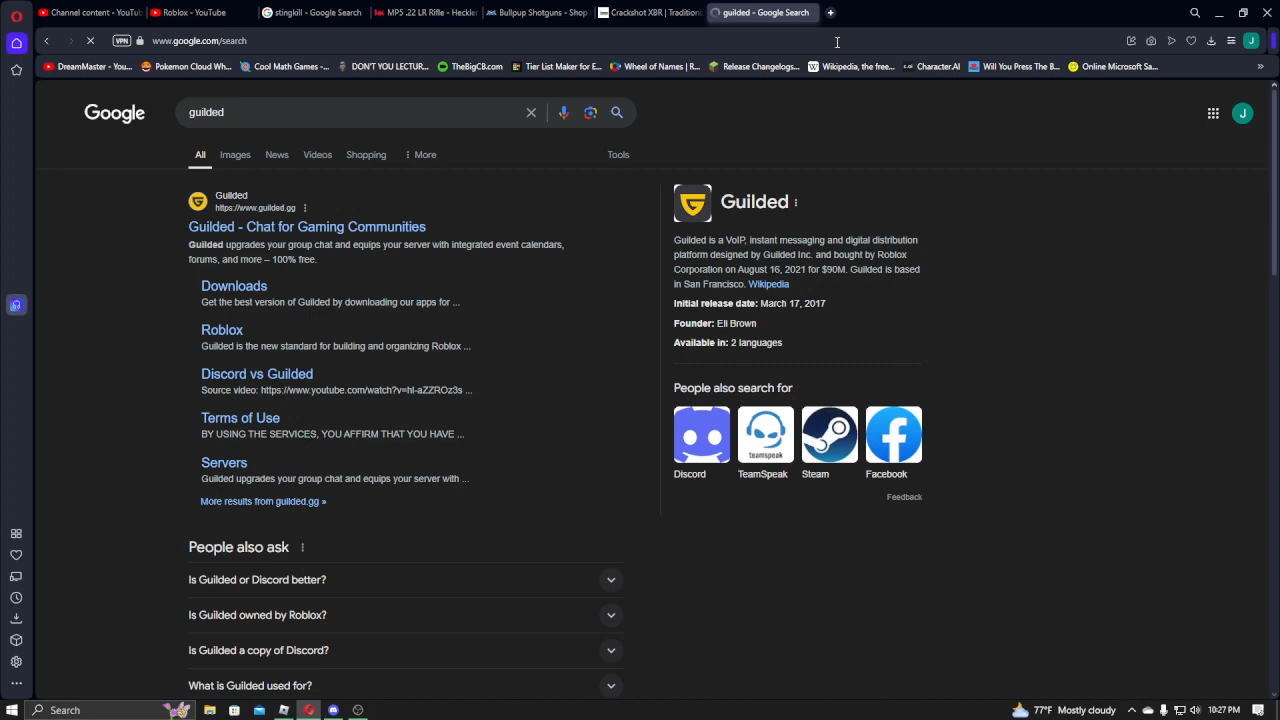 Channel content - YouTu
Roblox - YouTube
stingkill - Google Search
MP5 .22 LR Rifle - Heckler
Bullpup Shotguns - Shop
Crackshot XBR | Traditions
guilded - Google Search
VPN
www.google.com/search
J
DreamMaster - You...
Pokemon Cloud Wh...
Cool Math Games -...
DON'T YOU LECTUR...
TheBigCB.com
Tier List Maker for E...
Wheel of Names | R...
Release Changelogs...
Wikipedia, the free...
c.ai
Character.AI
Will You Press The B...
Online Microsoft Sa...
»
Google
guilded
J
All
Images
News
Videos
Shopping
More
Tools
Guilded
https://www.guilded.gg
Guilded - Chat for Gaming Communities
Guilded upgrades your group chat and equips your server with integrated event calendars,
forums, and more – 100% free.
Downloads
Get the best version of Guilded by downloading our apps for ...
Roblox
Guilded is the new standard for building and organizing Roblox ...
Discord vs Guilded
Source video: https://www.youtube.com/watch?v=hl-aZZROz3s ...
Terms of Use
BY USING THE SERVICES, YOU AFFIRM THAT YOU HAVE ...
Servers
Guilded upgrades your group chat and equips your server with ...
More results from guilded.gg »
People also ask
Is Guilded or Discord better?
Is Guilded owned by Roblox?
Is Guilded a copy of Discord?
What is Guilded used for?
Guilded
Guilded is a VoIP, instant messaging and digital distribution
platform designed by Guilded Inc. and bought by Roblox
Corporation on August 16, 2021 for $90M. Guilded is based
in San Francisco. Wikipedia
Initial release date: March 17, 2017
Founder: Eli Brown
Available in: 2 languages
People also search for
teamspeak
Discord
TeamSpeak
Steam
Facebook
Feedback
Search
77°F Mostly cloudy
10:27 PM